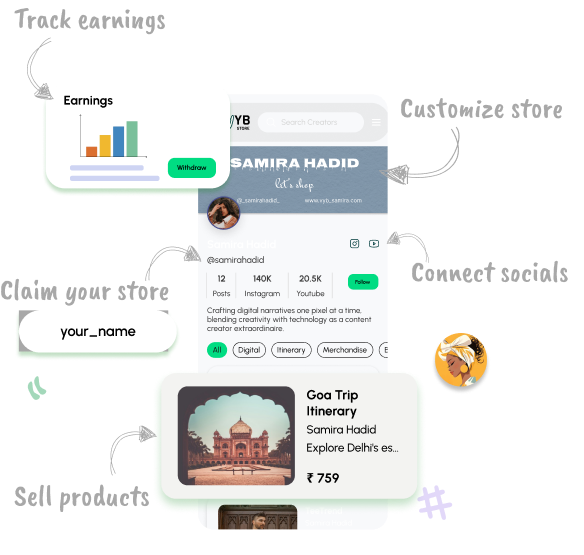 Track earnings
Earnings
Withdraw
VYB
STORE
Search Creators
Customize store
SAMIRA HADID
let's shop
@_samirahadid_
www.vyb_samira.com
Samira Hadid
@samirahadid
12
140K
20.5K
Posts
Instagram
Youtube
Follow
Connect socials
Claim your store
your_name
Crafting digital narratives one pixel at a time,
blending creativity with technology as a content
creator extraordinaire.
All
Digital
Itinerary
Merchandise
Goa Trip
Itinerary
Samira Hadid
Explore Delhi's es...
₹ 759
Sell products